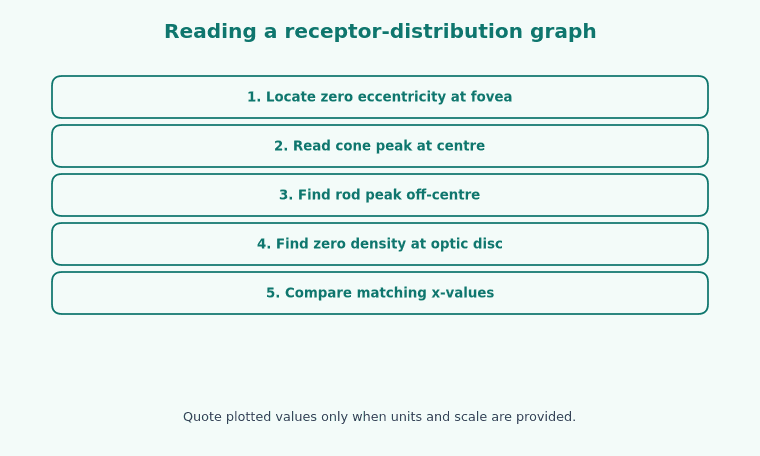 Reading a receptor-distribution graph
1. Locate zero eccentricity at fovea
2. Read cone peak at centre
3. Find rod peak off-centre
4. Find zero density at optic disc
5. Compare matching x-values
Quote plotted values only when units and scale are provided.